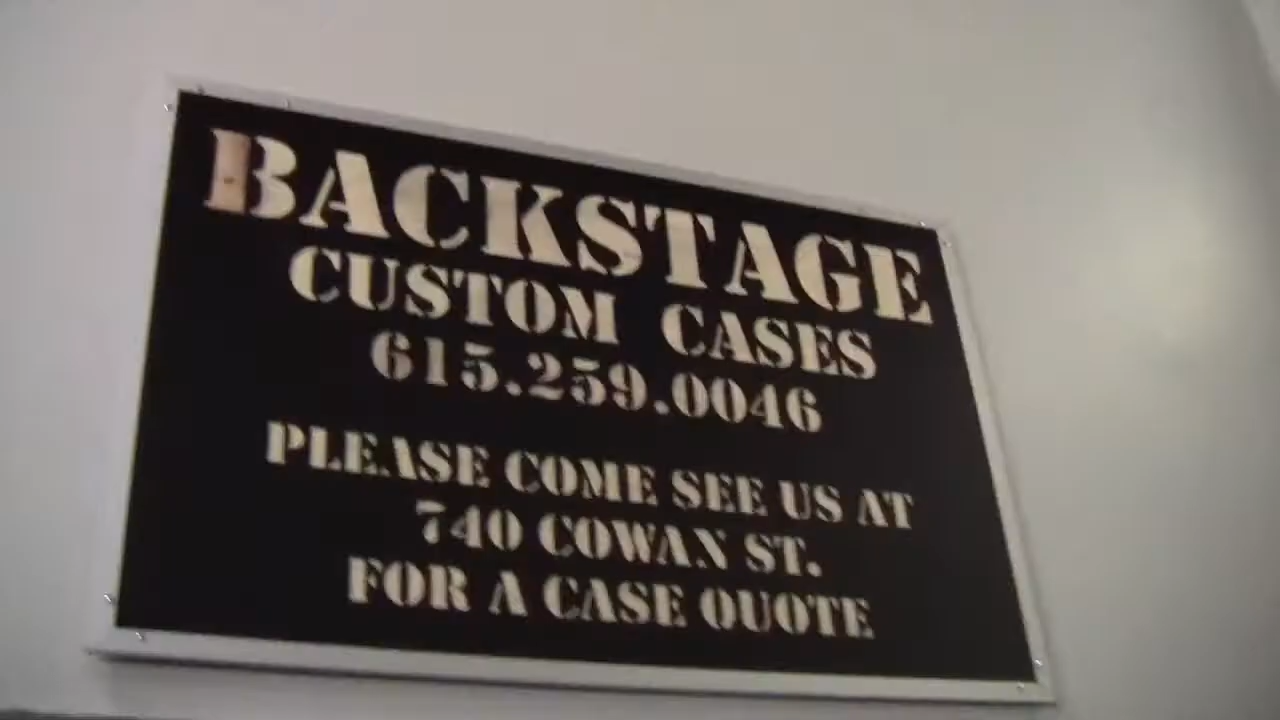 BACKSTAGE
CUSTOM CASES
615.259.0046
PLEASE COME SEE US AT
740 COWAN ST.
FOR A CASE QUOTE